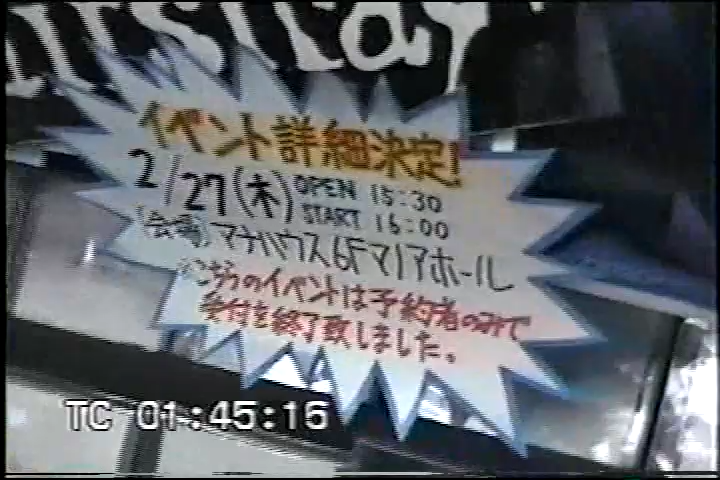 イベント詳細決定!
2/27(木) OPEN 15:30
START 16:00
(会場) マナハウス6Fマノアホール
※こちらのイベントは予約者のみで
受付を終了致しました。
TC 01:45:16